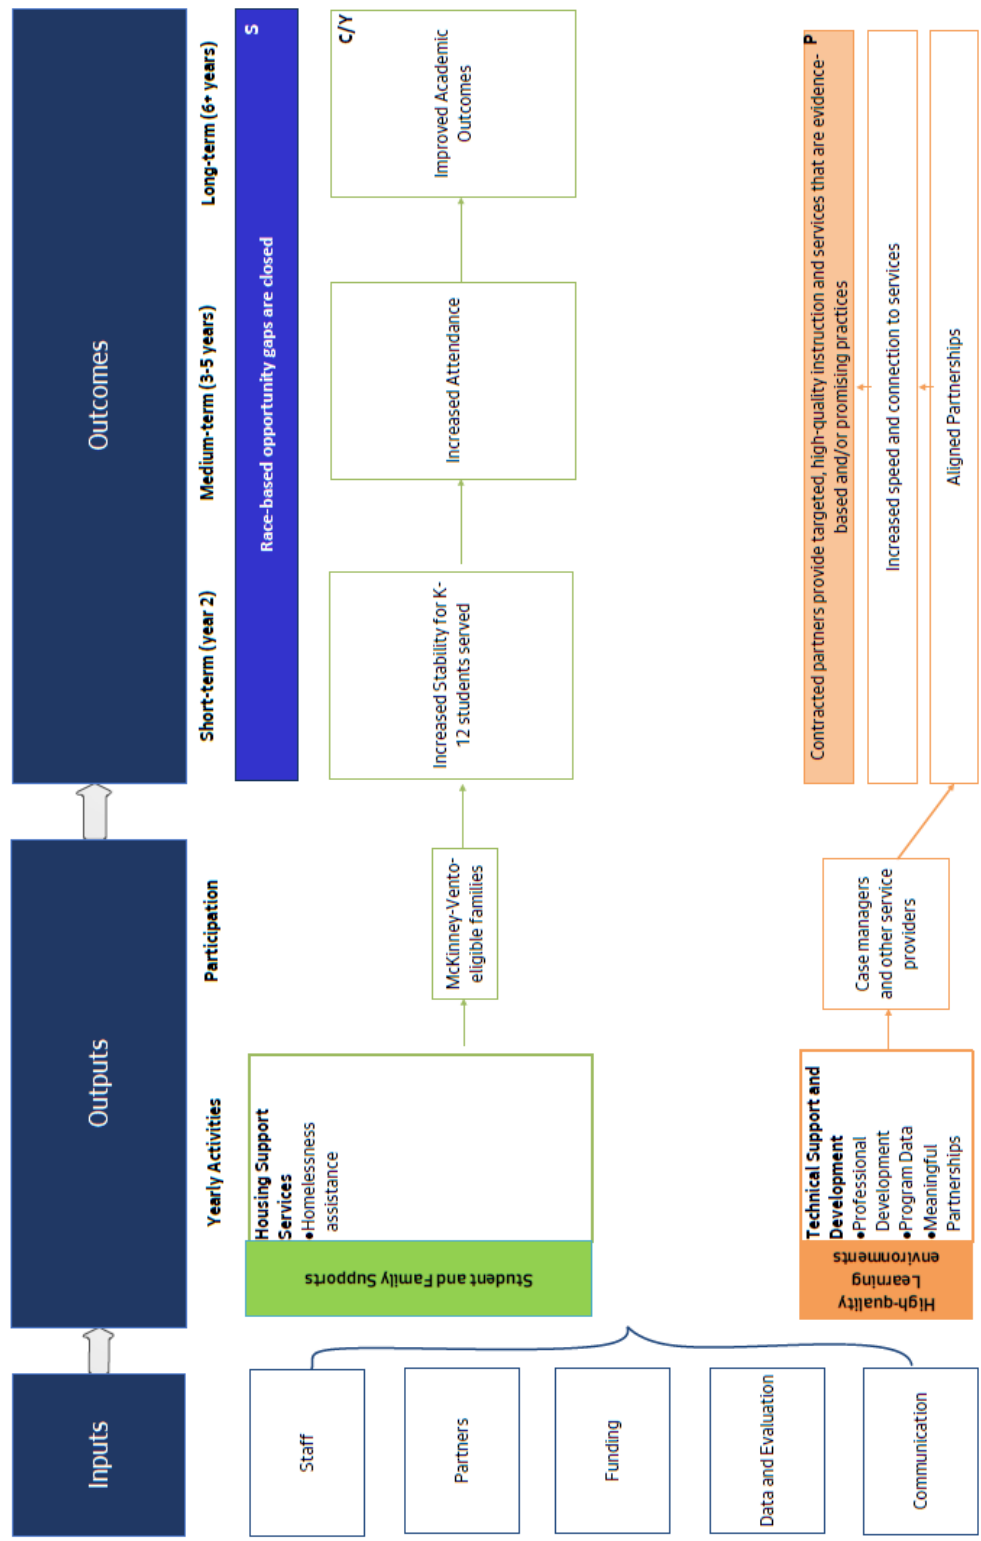 Inputs
Outputs
Outcomes
Yearly Activities
Participation
Short-term (year 2)
Medium-term (3-5 years)
Long-term (6+ years)
Staff
Partners
Funding
Data and Evaluation
Communication
Race-based opportunity gaps are closed
S
Student and Family Supports
Housing Support
Services
•Homelessness
assistance
McKinney-Vento-
eligible families
Increased Stability for K-
12 students served
Increased Attendance
Improved Academic
Outcomes
C/Y
High-quality
Learning
environments
Technical Support and
Development
•Professional
Development
•Program Data
•Meaningful
Partnerships
Case managers
and other service
providers
Contracted partners provide targeted, high-quality instruction and services that are evidence-
based and/or promising practices
P
Increased speed and connection to services
Aligned Partnerships